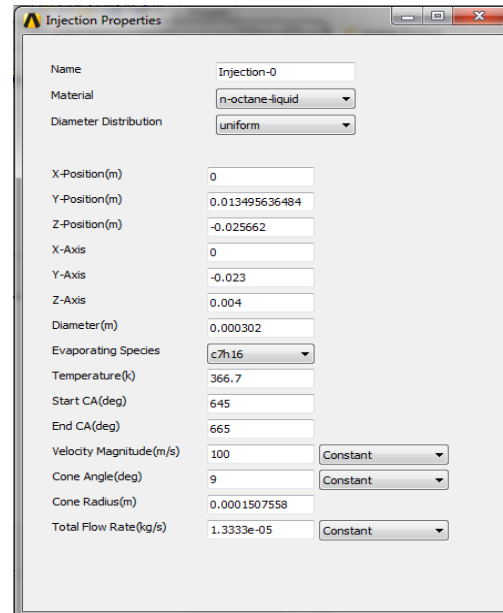 Injection Properties
Name Injection-0
Material n-octane-liquid
Diameter Distribution uniform
X-Position(m) 0
Y-Position(m) 0.013495636484
Z-Position(m) -0.025662
X-Axis 0
Y-Axis -0.023
Z-Axis 0.004
Diameter(m) 0.000302
Evaporating Species c7h16
Temperature(k) 366.7
Start CA(deg) 645
End CA(deg) 665
Velocity Magnitude(m/s) 100 Constant
Cone Angle(deg) 9 Constant
Cone Radius(m) 0.0001507558
Total Flow Rate(kg/s) 1.3333e-05 Constant